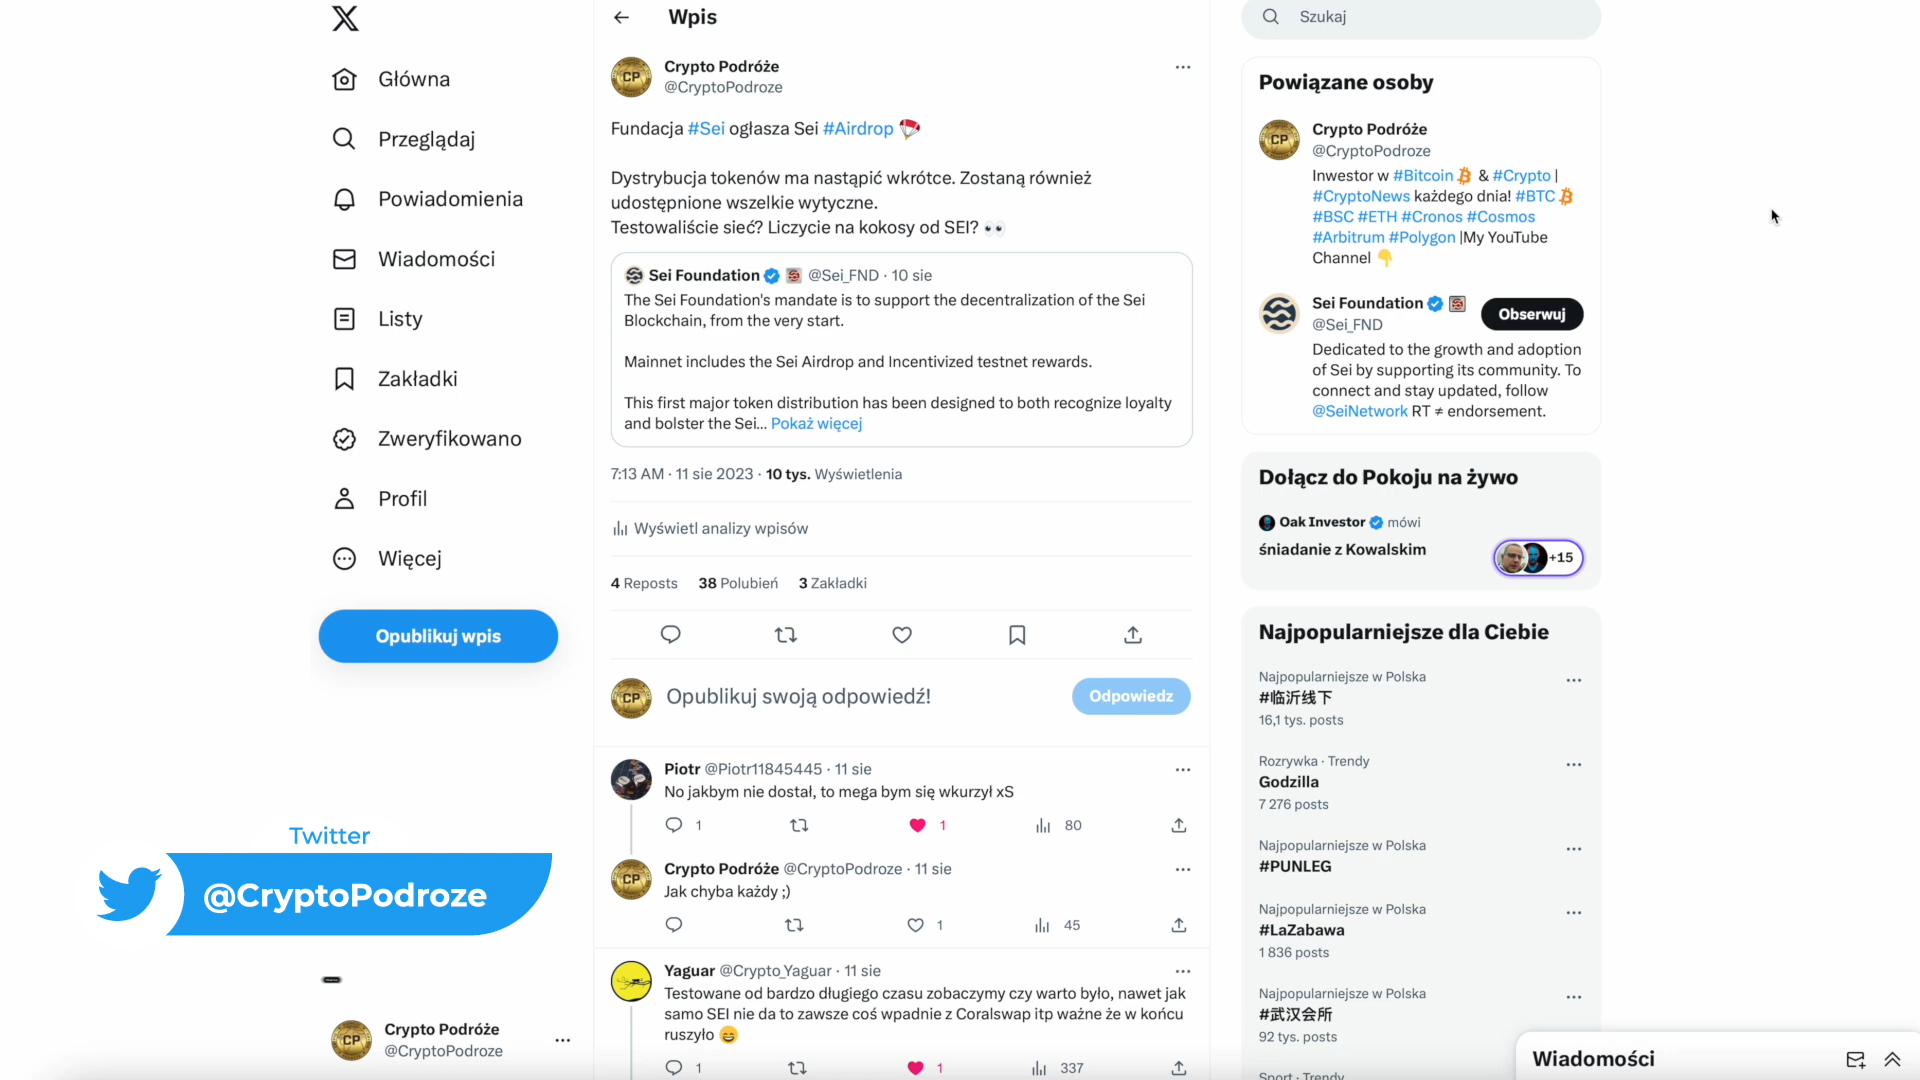 Główna
Przeglądaj
Powiadomienia
Wiadomości
Listy
Zakładki
Zweryfikowano
Profil
Więcej
Opublikuj wpis
Twitter
@CryptoPodroze
Crypto Podróże
@CryptoPodroze
Wpis
Crypto Podróże
@CryptoPodroze
Fundacja #Sei ogłasza Sei #Airdrop 🪂
Dystrybucja tokenów ma nastąpić wkrótce. Zostaną również
udostępnione wszelkie wytyczne.
Testowaliście sieć? Liczycie na kokosy od SEI? 👀
Sei Foundation @Sei_FND · 10 sie
The Sei Foundation's mandate is to support the decentralization of the Sei
Blockchain, from the very start.
Mainnet includes the Sei Airdrop and Incentivized testnet rewards.
This first major token distribution has been designed to both recognize loyalty
and bolster the Sei... Pokaż więcej
7:13 AM · 11 sie 2023 · 10 tys. Wyświetlenia
Wyświetl analizy wpisów
4 Reposts 38 Polubień 3 Zakładki
CP Opublikuj swoją odpowiedź! Odpowiedz
Piotr @Piotr11845445 · 11 sie
No jakbym nie dostał, to mega bym się wkurzył xS
1 1 80
Crypto Podróże @CryptoPodroze · 11 sie
Jak chyba każdy ;)
1 45
Yaguar @Crypto_Yaguar · 11 sie
Testowane od bardzo długiego czasu zobaczymy czy warto było, nawet jak
samo SEI nie da to zawsze coś wpadnie z Coralswap itp ważne że w końcu
ruszyło 😄
1 1 337
Szukaj
Powiązane osoby
Crypto Podróże
@CryptoPodroze
Inwestor w #Bitcoin & #Crypto |
#CryptoNews każdego dnia! #BTC
#BSC #ETH #Cronos #Cosmos
#Arbitrum #Polygon |My YouTube
Channel 👇
Sei Foundation
@Sei_FND
Obserwuj
Dedicated to the growth and adoption
of Sei by supporting its community. To
connect and stay updated, follow
@SeiNetwork RT ≠ endorsement.
Dołącz do Pokoju na żywo
Oak Investor mówi
śniadanie z Kowalskim
+15
Najpopularniejsze dla Ciebie
Najpopularniejsze w Polska
#临沂线下
16,1 tys. posts
Rozrywka · Trendy
Godzilla
7 276 posts
Najpopularniejsze w Polska
#PUNLEG
Najpopularniejsze w Polska
#LaZabawa
1 836 posts
Najpopularniejsze w Polska
#武汉会所
92 tys. posts
Sport · Trendy
Wiadomości